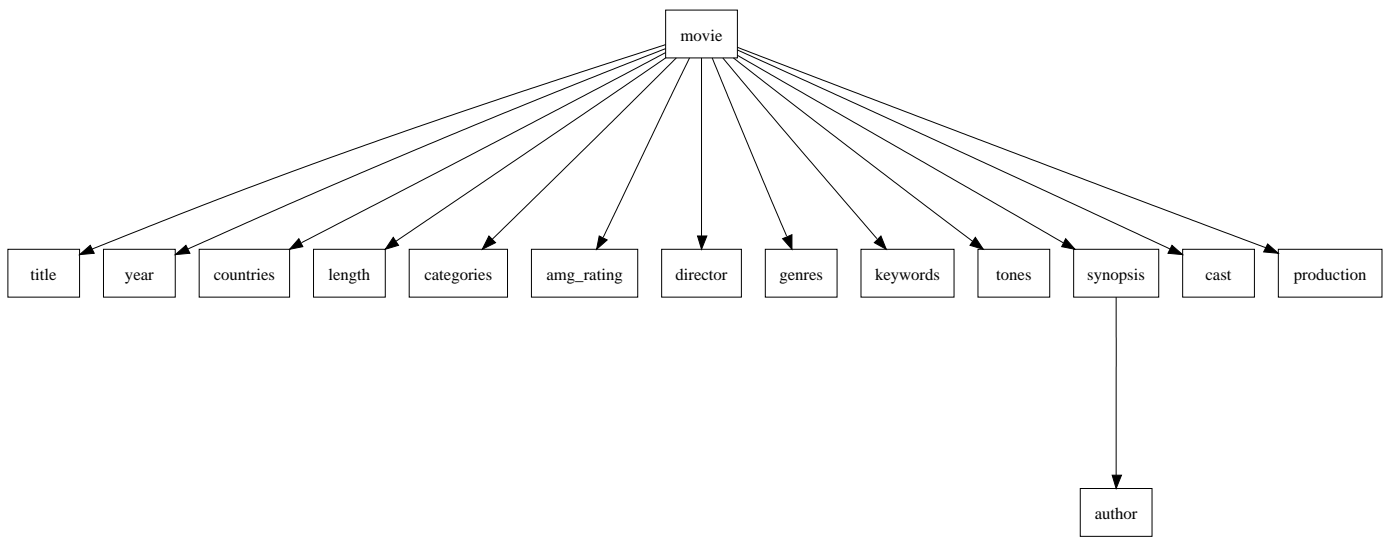 movie
title
year
countries
length
categories
amg_rating
director
genres
keywords
tones
synopsis
cast
production
author